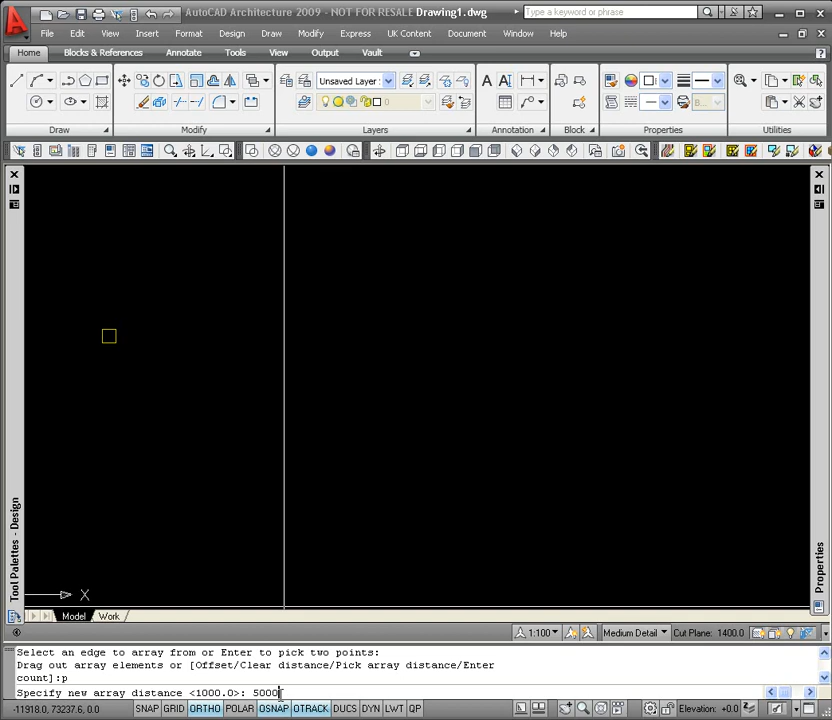 AutoCAD Architecture 2009 - NOT FOR RESALE Drawing1.dwg
Type a keyword or phrase
File Edit View Insert Format Design Draw Modify Express UK Content Document Window Help
Home Blocks & References Annotate Tools Output Vault
Unsaved Layer
0
B...
Draw Modify Layers Annotation Block Properties Utilities
Tool Palettes - Design
Properties
X
Model Work
1:100 Medium Detail Cut Plane: 1400.0
Select an edge to array from or Enter to pick two points:
Drag out array elements or [Offset/Clear distance/Pick array distance/Enter
count]:p
Specify new array distance <1000.0>: 5000
-11918.0, 73237.6, 0.0 SNAP GRID ORTHO POLAR OSNAP OTRACK DUCS DYN LWT QP Elevation: +0.0